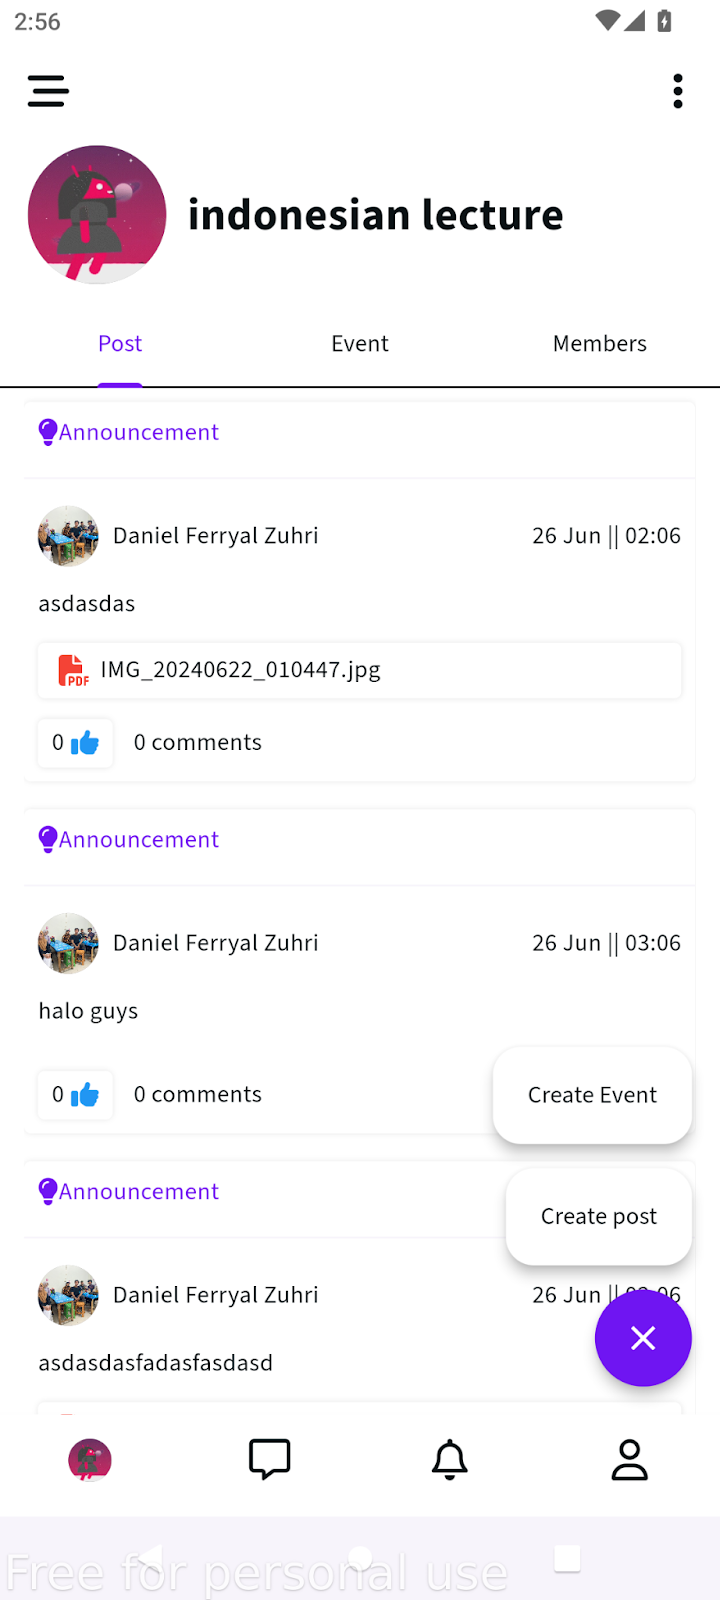 2:56
indonesian lecture
Post Event Members
Announcement
Daniel Ferryal Zuhri 26 Jun || 02:06
asdasdas
PDF IMG_20240622_010447.jpg
0 0 comments
Announcement
Daniel Ferryal Zuhri 26 Jun || 03:06
halo guys
0 0 comments
Create Event
Announcement
Create post
Daniel Ferryal Zuhri 26 Jun ||
asdasdasfadasfasdasd
Free for personal use